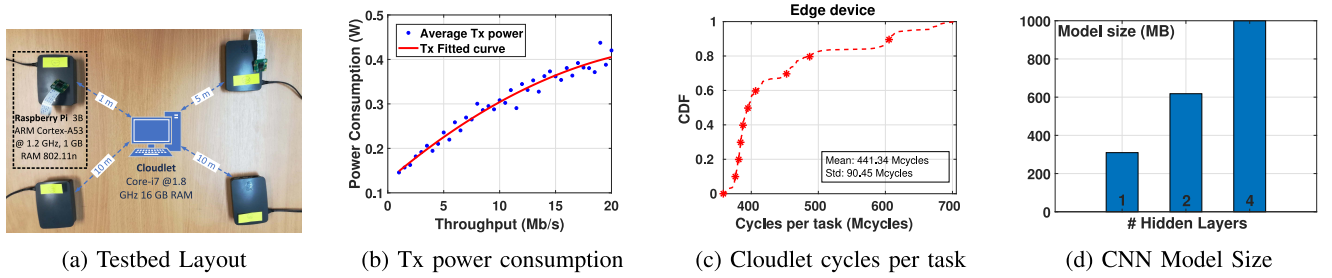 1 m
5 m
Raspberry Pi 3B
ARM Cortex-A53
@ 1.2 GHz, 1 GB
RAM 802.11n
10 m
10 m
Cloudlet
Core-i7 @1.8
GHz 16 GB RAM
(a) Testbed Layout
0.5
0.4
0.3
0.2
0.1
Power Consumption (W)
Average Tx power
Tx Fitted curve
0 5 10 15 20
Throughput (Mb/s)
(b) Tx power consumption
Edge device
1
0.8
0.6
0.4
0.2
0
CDF
Mean: 441.34 Mcycles
Std: 90.45 Mcycles
400 500 600 700
Cycles per task (Mcycles)
(c) Cloudlet cycles per task
1000
800
600
400
200
0
Model size (MB)
1 2 4
# Hidden Layers
(d) CNN Model Size